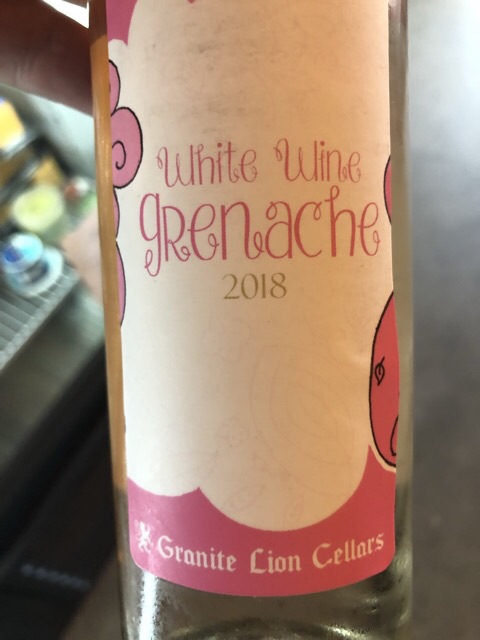 White Wine
grenache
2018
Granite Lion Cellars